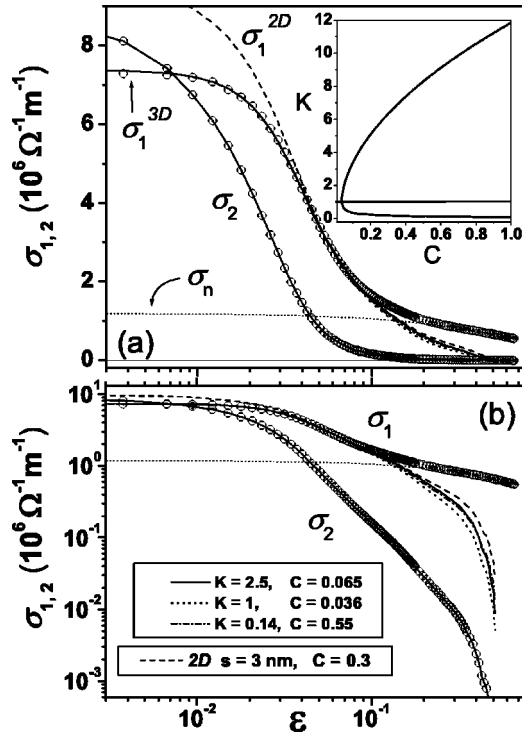 8
6
4
2
0
σ₁,₂ (10⁶ Ω⁻¹m⁻¹)
σ₁²ᴰ
σ₁³ᴰ
σ₂
σₙ
(a)
12
10
8
6
4
2
0
K
0.2 0.4 0.6 0.8 1.0
C
10¹
10⁰
10⁻¹
10⁻²
10⁻³
σ₁,₂ (10⁶ Ω⁻¹m⁻¹)
(b)
σ₁
σ₂
K = 2.5, C = 0.065
K = 1, C = 0.036
K = 0.14, C = 0.55
2D s = 3 nm, C = 0.3
10⁻² 10⁻¹
ε